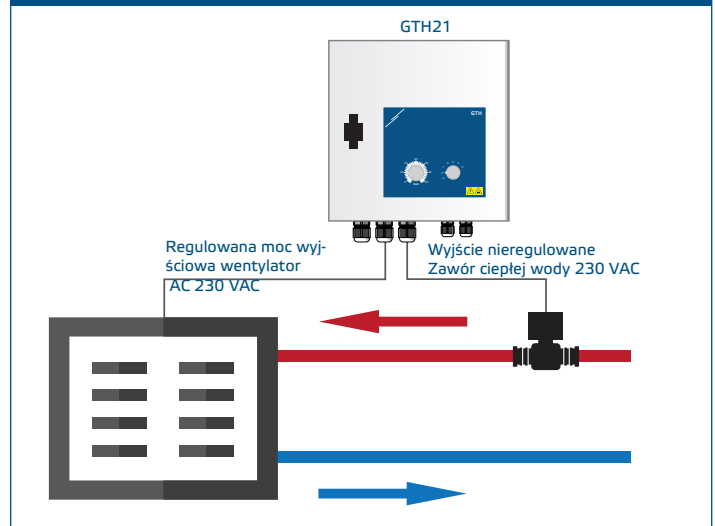 GTH21
GTH
Regulowana moc wyj-
ściowa wentylator
AC 230 VAC
Wyjście nieregulowane
Zawór ciepłej wody 230 VAC